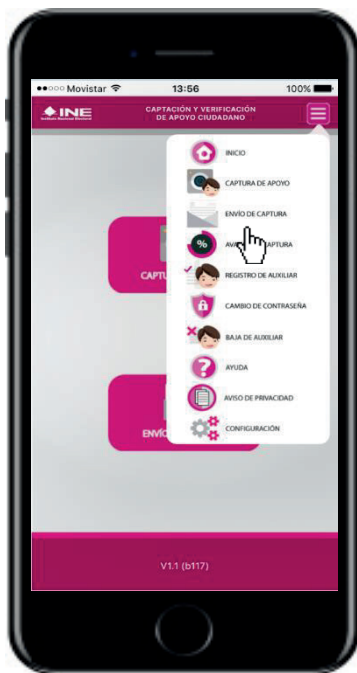 Movistar 13:56 100%
INE
Instituto Nacional Electoral
CAPTACIÓN Y VERIFICACIÓN
DE APOYO CIUDADANO
INICIO
CAPTURA DE APOYO
ENVÍO DE CAPTURA
% AVA CAPTURA
CAPTU
REGISTRO DE AUXILIAR
CAMBIO DE CONTRASEÑA
BAJA DE AUXILIAR
? AYUDA
AVISO DE PRIVACIDAD
ENVÍO
CONFIGURACIÓN
V1.1 (b117)